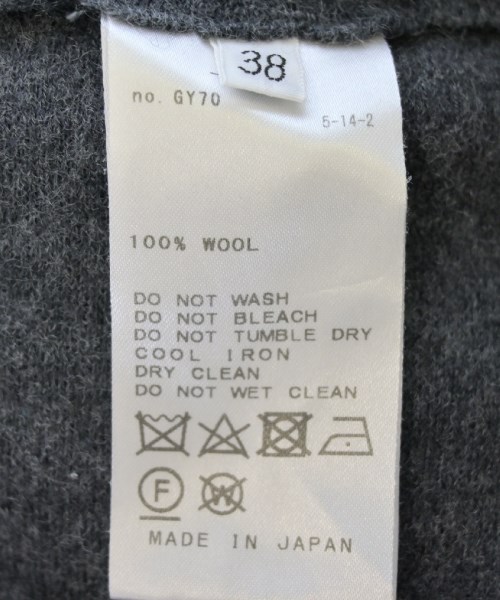 38
no. GY70
5-14-2
100% WOOL
DO NOT WASH
DO NOT BLEACH
DO NOT TUMBLE DRY
COOL IRON
DRY CLEAN
DO NOT WET CLEAN
F W
MADE IN JAPAN